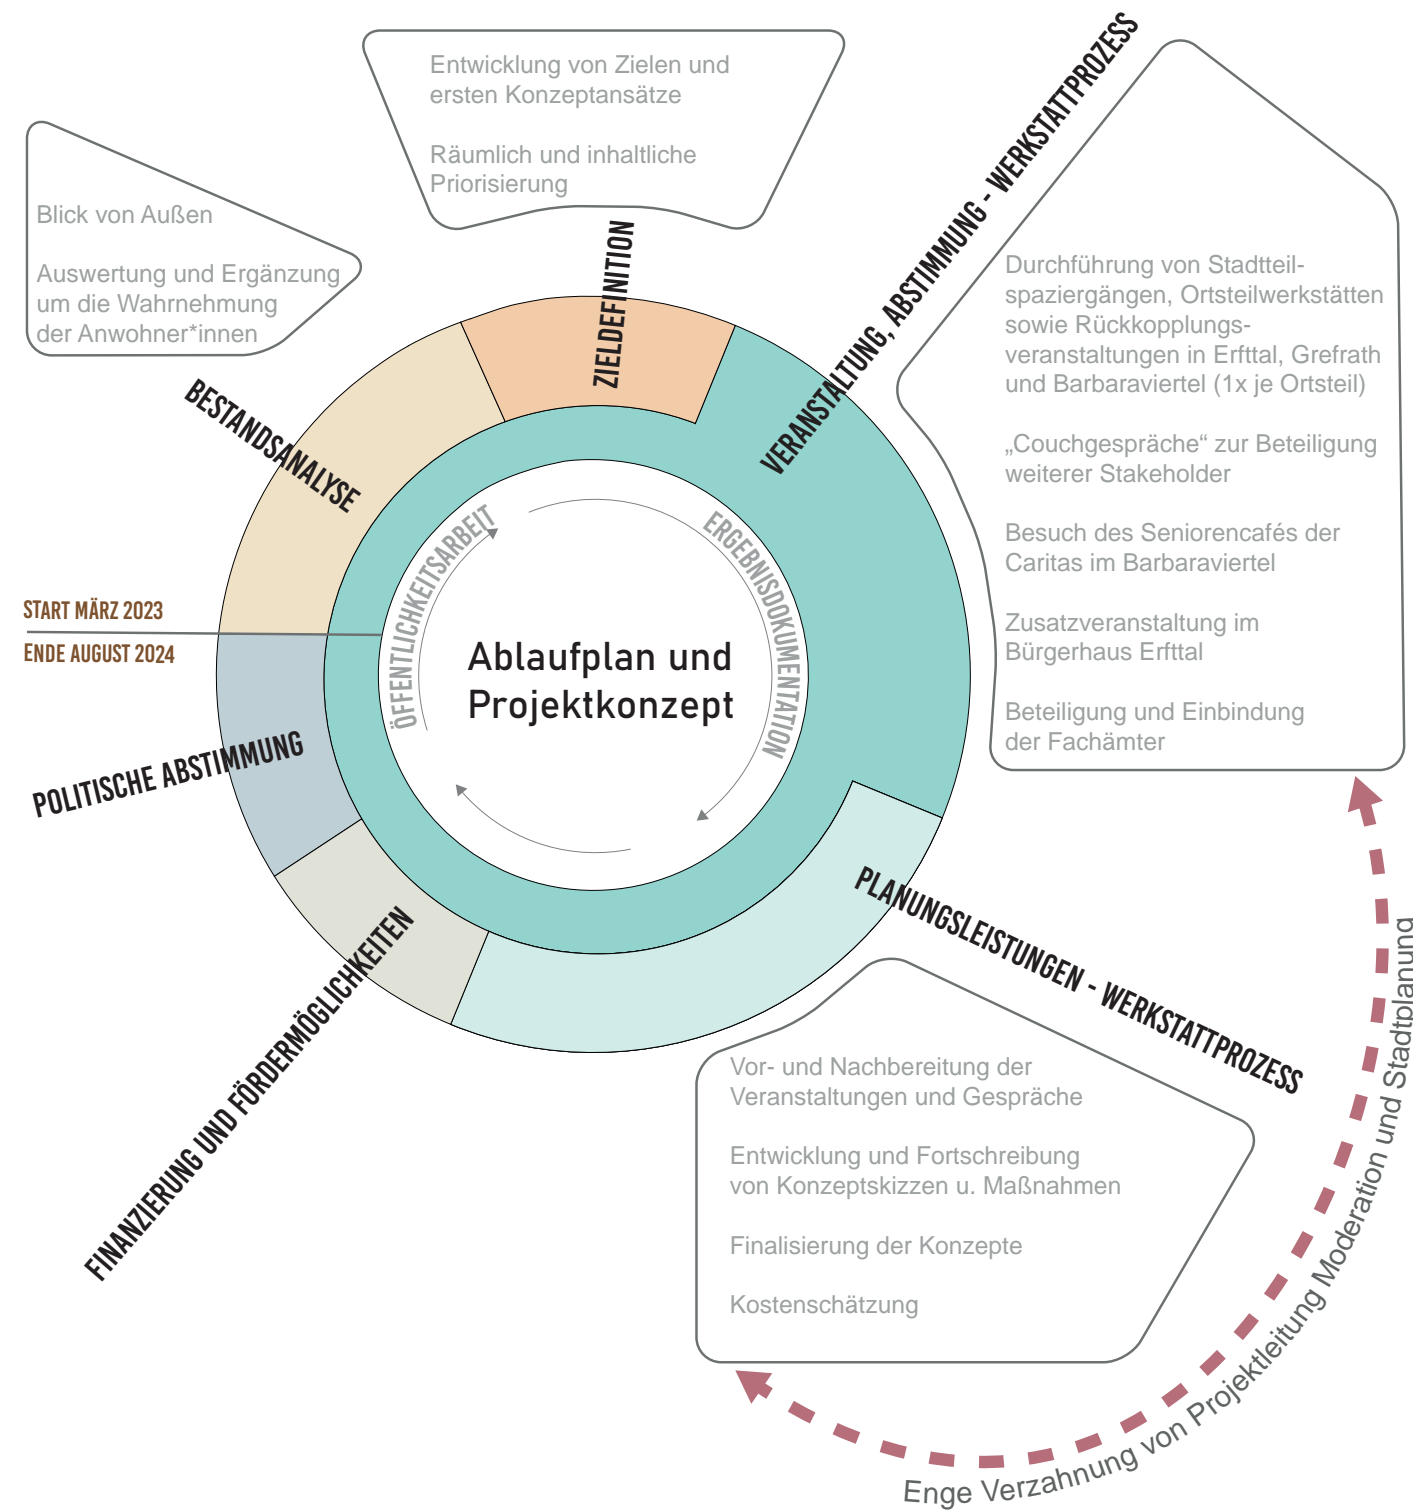 Entwicklung von Zielen und
ersten Konzeptansätze
Räumlich und inhaltliche
Priorisierung
Blick von Außen
Auswertung und Ergänzung
um die Wahrnehmung
der Anwohner*innen
ZIELDEFINITION
VERANSTALTUNG, ABSTIMMUNG - WERKSTATTPROZESS
Durchführung von Stadtteil-
spaziergängen, Ortsteilwerkstätten
sowie Rückkopplungs-
veranstaltungen in Erfttal, Grefrath
und Barbaraviertel (1x je Ortsteil)
„Couchgespräche“ zur Beteiligung
weiterer Stakeholder
Besuch des Seniorencafés der
Caritas im Barbaraviertel
Zusatzveranstaltung im
Bürgerhaus Erfttal
Beteiligung und Einbindung
der Fachämter
BESTANDSANALYSE
START MÄRZ 2023
ENDE AUGUST 2024
ÖFFENTLICHKEITSARBEIT
ERGEBNISDOKUMENTATION
Ablaufplan und
Projektkonzept
POLITISCHE ABSTIMMUNG
FINANZIERUNG UND FÖRDERMÖGLICHKEITEN
PLANUNGSLEISTUNGEN - WERKSTATTPROZESS
Vor- und Nachbereitung der
Veranstaltungen und Gespräche
Entwicklung und Fortschreibung
von Konzeptskizzen u. Maßnahmen
Finalisierung der Konzepte
Kostenschätzung
Enge Verzahnung von Projektleitung Moderation und Stadtplanung